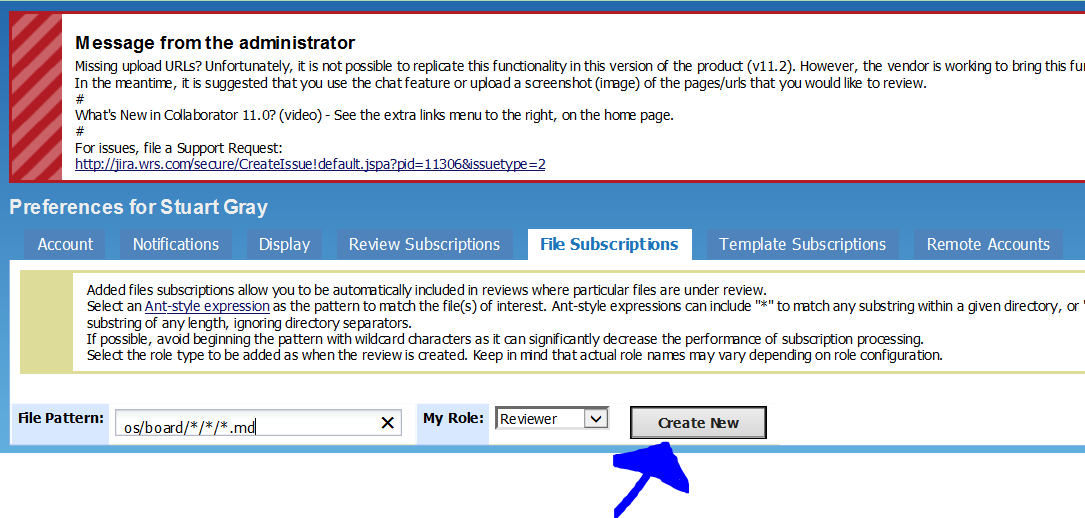 Message from the administrator
Missing upload URLs? Unfortunately, it is not possible to replicate this functionality in this version of the product (v11.2). However, the vendor is working to bring this
In the meantime, it is suggested that you use the chat feature or upload a screenshot (image) of the pages/urls that you would like to review.
#
What's New in Collaborator 11.0? (video) - See the extra links menu to the right, on the home page.
#
For issues, file a Support Request:
http://jira.wrs.com/secure/CreateIssue!default.jspa?pid=11306&issuetype=2
Preferences for Stuart Gray
Account Notifications Display Review Subscriptions File Subscriptions Template Subscriptions Remote Accounts
Added files subscriptions allow you to be automatically included in reviews where particular files are under review.
Select an Ant-style expression as the pattern to match the file(s) of interest. Ant-style expressions can include "*" to match any substring within a given directory, or "
substring of any length, ignoring directory separators.
If possible, avoid beginning the pattern with wildcard characters as it can significantly decrease the performance of subscription processing.
Select the role type to be added as when the review is created. Keep in mind that actual role names may vary depending on role configuration.
File Pattern: os/board/*/*/*.md My Role: Reviewer Create New